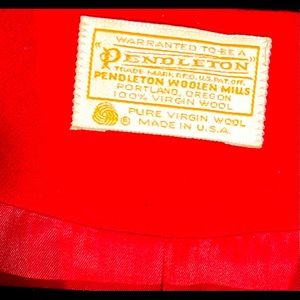 WARRANTED TO BE A
"PENDLETON"
TRADE MARK REG. U.S. PAT. OFF.
PENDLETON WOOLEN MILLS
PORTLAND, OREGON
100% VIRGIN WOOL
PURE VIRGIN WOOL
® MADE IN U.S.A.